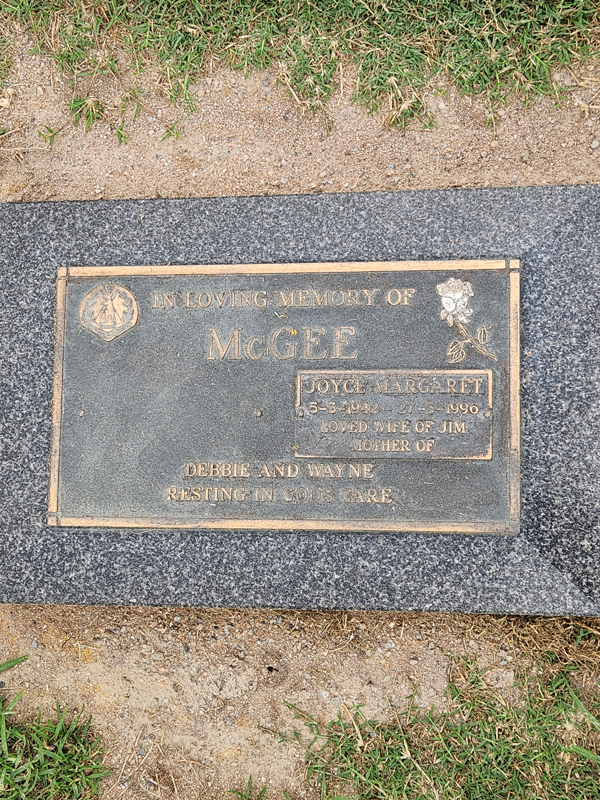 IN LOVING MEMORY OF
McGEE
JOYCE MARGARET
5-3-1942 - 27-3-1996
LOVED WIFE OF JIM
MOTHER OF
DEBBIE AND WAYNE
RESTING IN GOD'S CARE